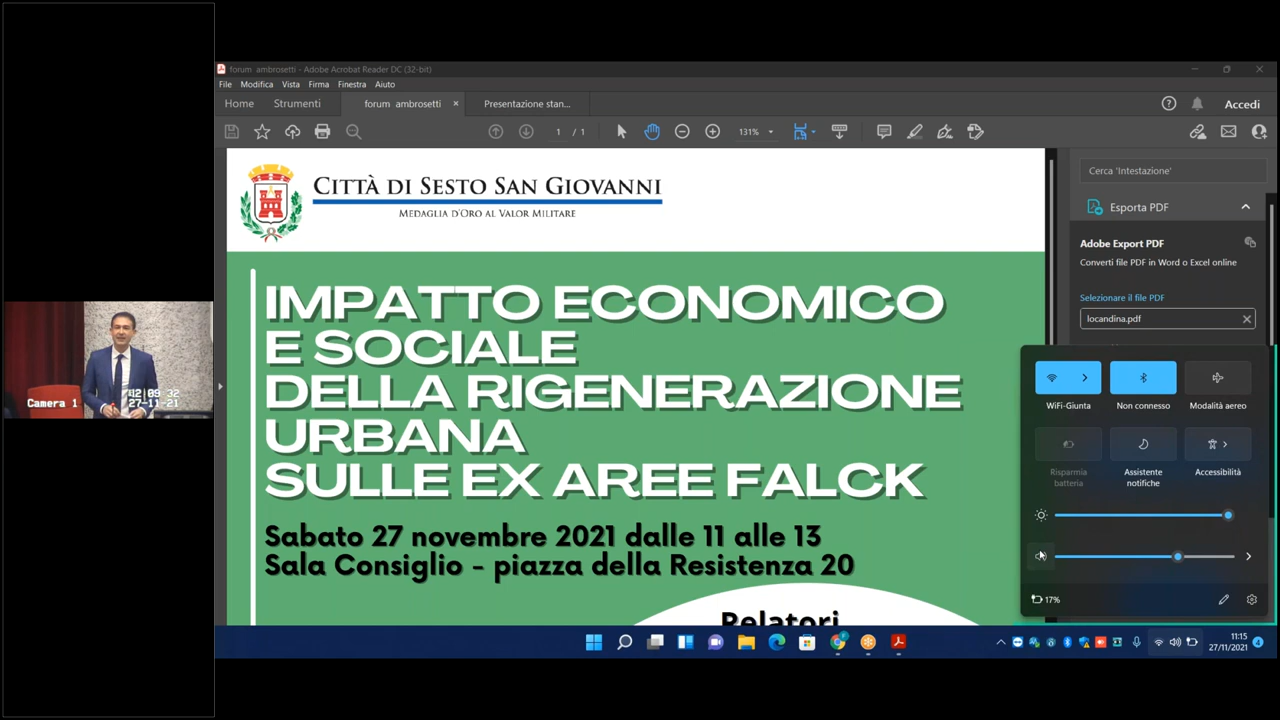 forum ambrosetti - Adobe Acrobat Reader DC (32-bit)
File Modifica Vista Firma Finestra Aiuto
Home Strumenti forum ambrosetti × Presentazione stan... Accedi
1 / 1 131%
CITTÀ DI SESTO SAN GIOVANNI
MEDAGLIA D'ORO AL VALOR MILITARE
IMPATTO ECONOMICO
E SOCIALE
DELLA RIGENERAZIONE
URBANA
SULLE EX AREE FALCK
Sabato 27 novembre 2021 dalle 11 alle 13
Sala Consiglio - piazza della Resistenza 20
Relatori
Cerca 'Intestazione'
Esporta PDF
Adobe Export PDF
Converti file PDF in Word o Excel online
Selezionare il file PDF
locandina.pdf
WiFi-Giunta Non connesso Modalità aereo
Risparmia batteria Assistente notifiche Accessibilità
17%
Camera 1
12 09 32
27-11-21
11:15
27/11/2021
4